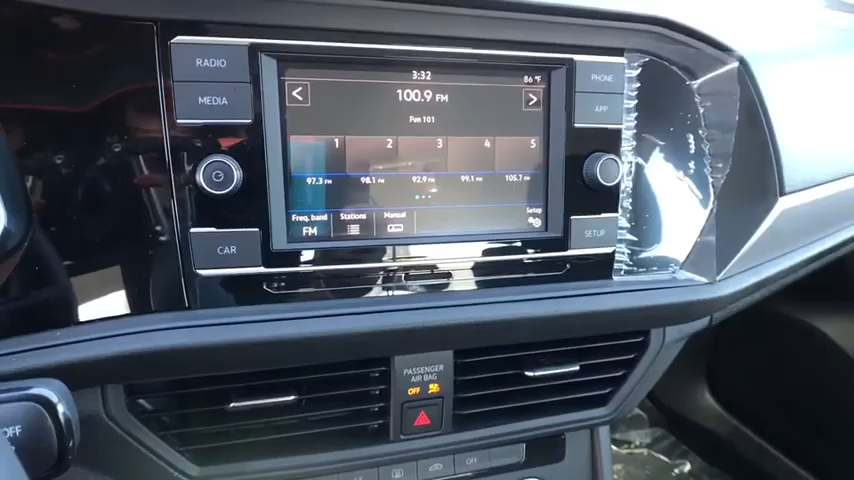 RADIO
MEDIA
CAR
PHONE
APP
SETUP
3:32
86 °F
100.9 FM
Fun 101
1 2 3 4 5
97.3 FM 98.1 FM 92.9 FM 99.1 FM 105.7 FM
Freq. band Stations Manual Setup
FM
PASSENGER
AIR BAG
OFF
OFF
OFF